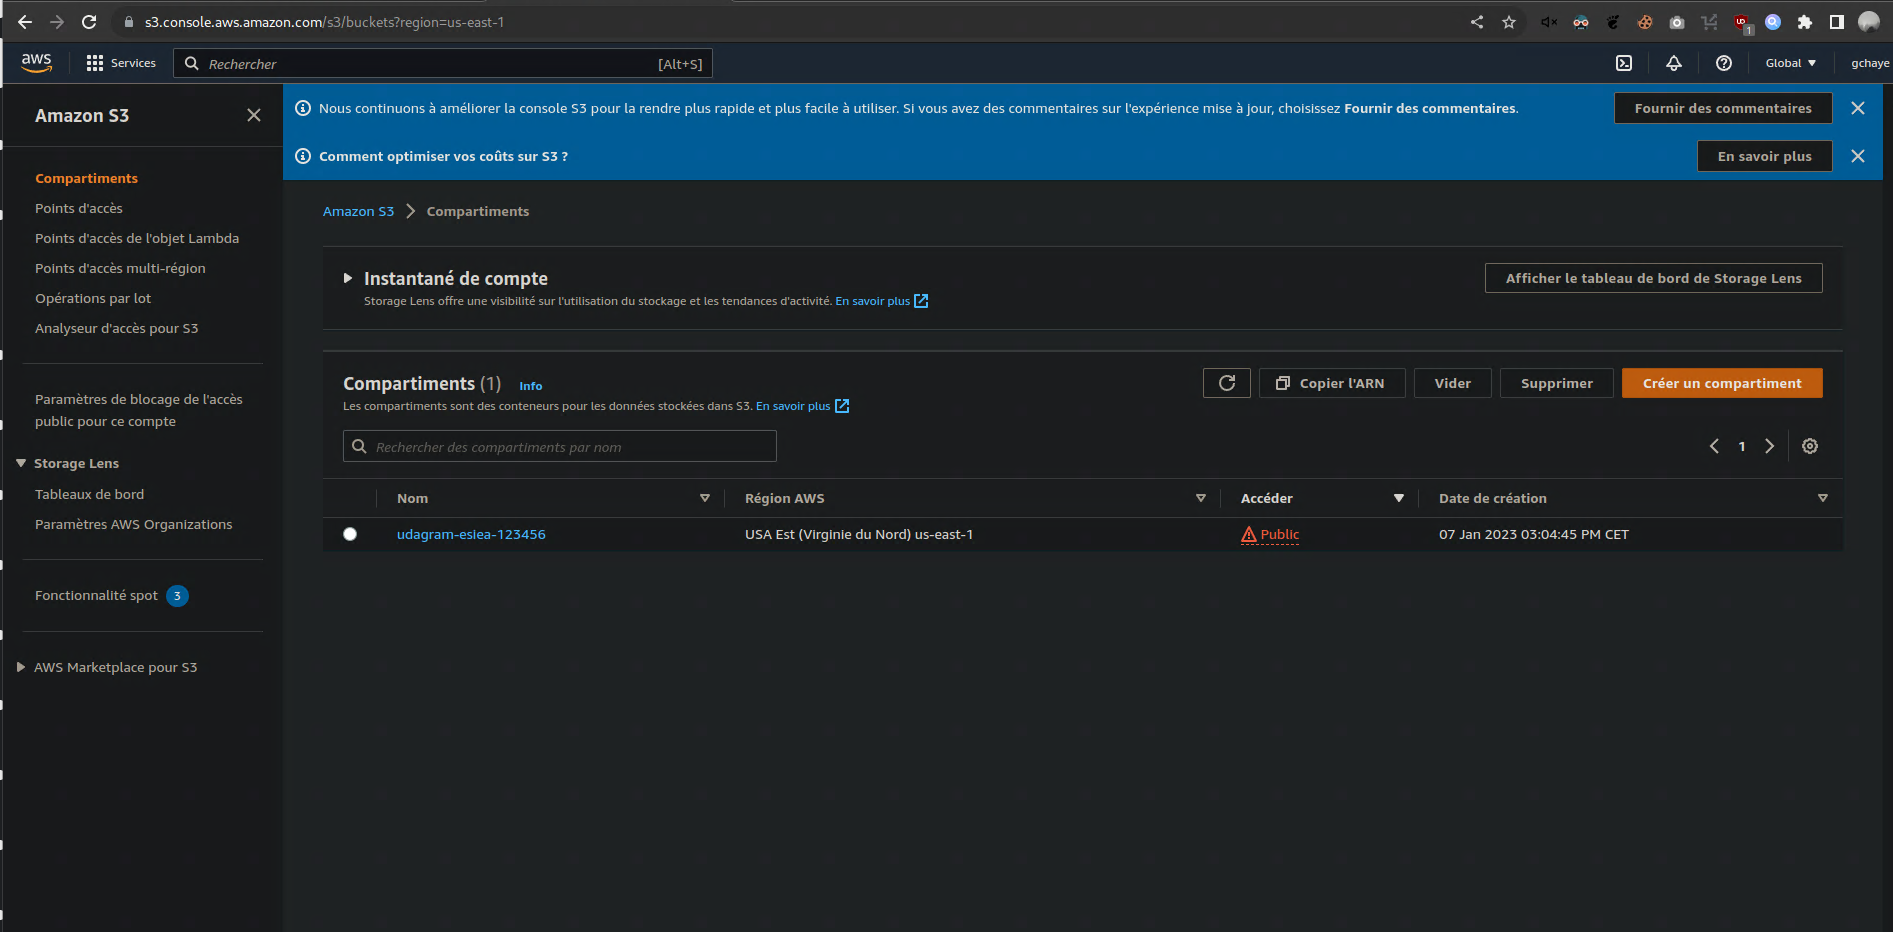 s3.console.aws.amazon.com/s3/buckets?region=us-east-1
1
aws
Services
Rechercher
[Alt+S]
Global
gchaye
Amazon S3
Compartiments
Points d'accès
Points d'accès de l'objet Lambda
Points d'accès multi-région
Opérations par lot
Analyseur d'accès pour S3
Paramètres de blocage de l'accès
public pour ce compte
Storage Lens
Tableaux de bord
Paramètres AWS Organizations
Fonctionnalité spot 3
AWS Marketplace pour S3
Nous continuons à améliorer la console S3 pour la rendre plus rapide et plus facile à utiliser. Si vous avez des commentaires sur l'expérience mise à jour, choisissez Fournir des commentaires.
Fournir des commentaires
Comment optimiser vos coûts sur S3 ?
En savoir plus
Amazon S3 > Compartiments
Instantané de compte
Storage Lens offre une visibilité sur l'utilisation du stockage et les tendances d'activité. En savoir plus
Afficher le tableau de bord de Storage Lens
Compartiments (1) Info
Les compartiments sont des conteneurs pour les données stockées dans S3. En savoir plus
Copier l'ARN
Vider
Supprimer
Créer un compartiment
Rechercher des compartiments par nom
1
Nom Région AWS Accéder Date de création
udagram-esiea-123456 USA Est (Virginie du Nord) us-east-1 Public 07 Jan 2023 03:04:45 PM CET